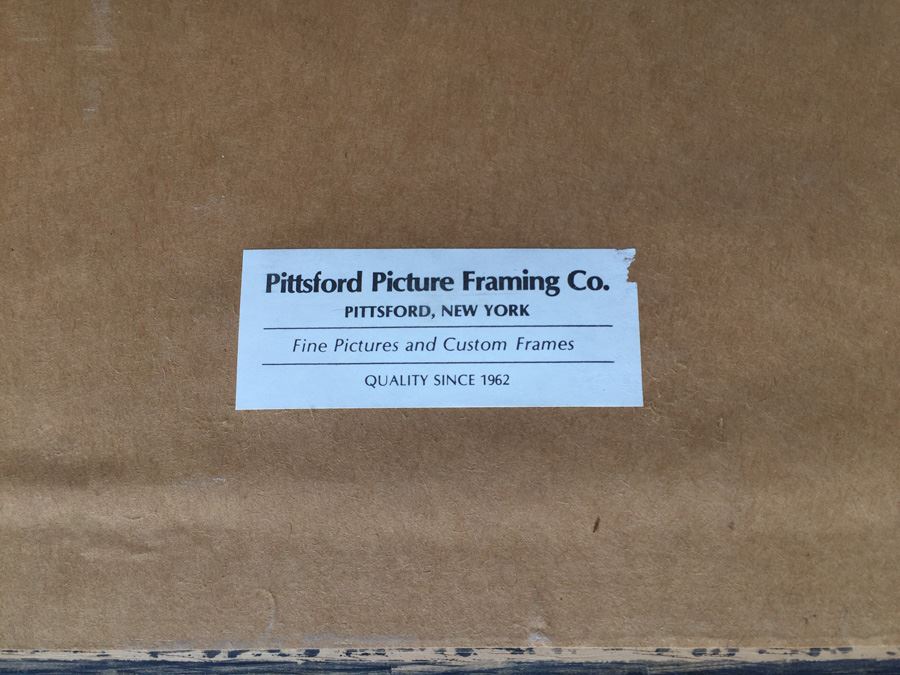 Pittsford Picture Framing Co.
PITTSFORD, NEW YORK
Fine Pictures and Custom Frames
QUALITY SINCE 1962